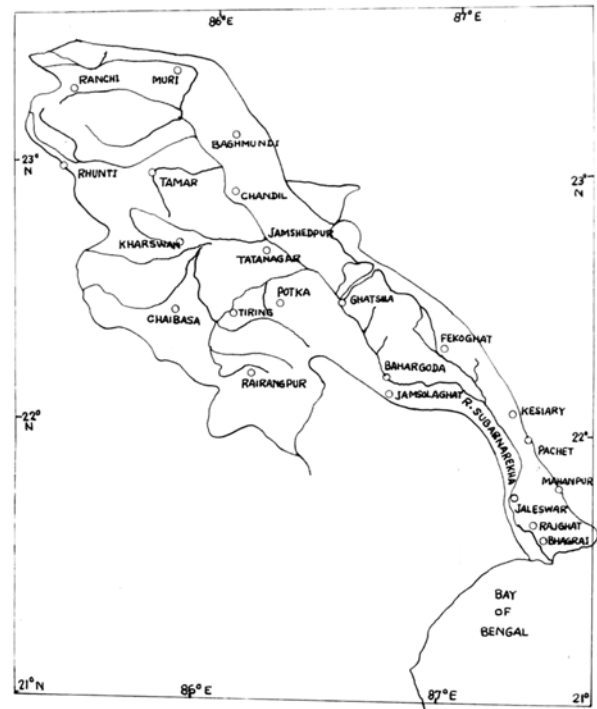 86°E
87°E
RANCHI
MURI
BAGHMUNDI
23°
N
23°
N
RHUNTI
TAMAR
CHANDIL
JAMSHEDPUR
KHARSWAN
TATANAGAR
POTKA
GHATSILA
CHAIBASA
TIRING
FEKOGHAT
BAHARGODA
RAIRANGPUR
JAMSOLAGHAT
R. SUBARNAREKHA
KESIARY
22°
N
22°
N
PACHET
MAHANPUR
JALESWAR
RAJGHAT
BHAGRAI
BAY
OF
BENGAL
21°N
86°E
87°E
21°